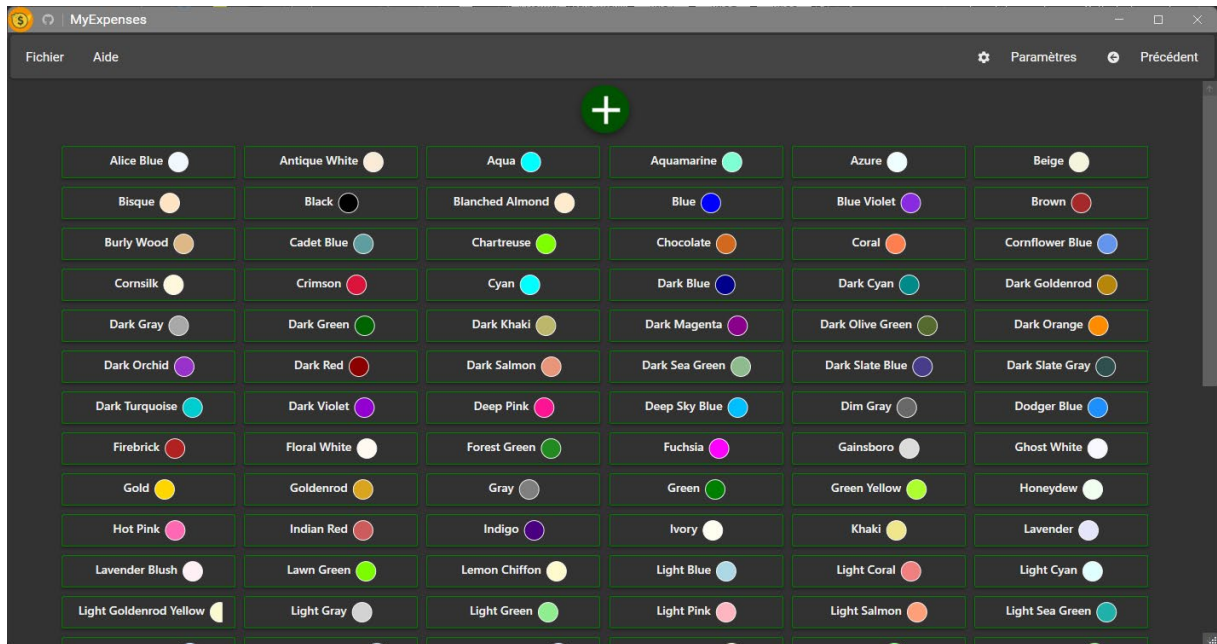 MyExpenses
Fichier Aide Paramètres Précédent
Alice Blue Antique White Aqua Aquamarine Azure Beige
Bisque Black Blanched Almond Blue Blue Violet Brown
Burly Wood Cadet Blue Chartreuse Chocolate Coral Cornflower Blue
Cornsilk Crimson Cyan Dark Blue Dark Cyan Dark Goldenrod
Dark Gray Dark Green Dark Khaki Dark Magenta Dark Olive Green Dark Orange
Dark Orchid Dark Red Dark Salmon Dark Sea Green Dark Slate Blue Dark Slate Gray
Dark Turquoise Dark Violet Deep Pink Deep Sky Blue Dim Gray Dodger Blue
Firebrick Floral White Forest Green Fuchsia Gainsboro Ghost White
Gold Goldenrod Gray Green Green Yellow Honeydew
Hot Pink Indian Red Indigo Ivory Khaki Lavender
Lavender Blush Lawn Green Lemon Chiffon Light Blue Light Coral Light Cyan
Light Goldenrod Yellow Light Gray Light Green Light Pink Light Salmon Light Sea Green